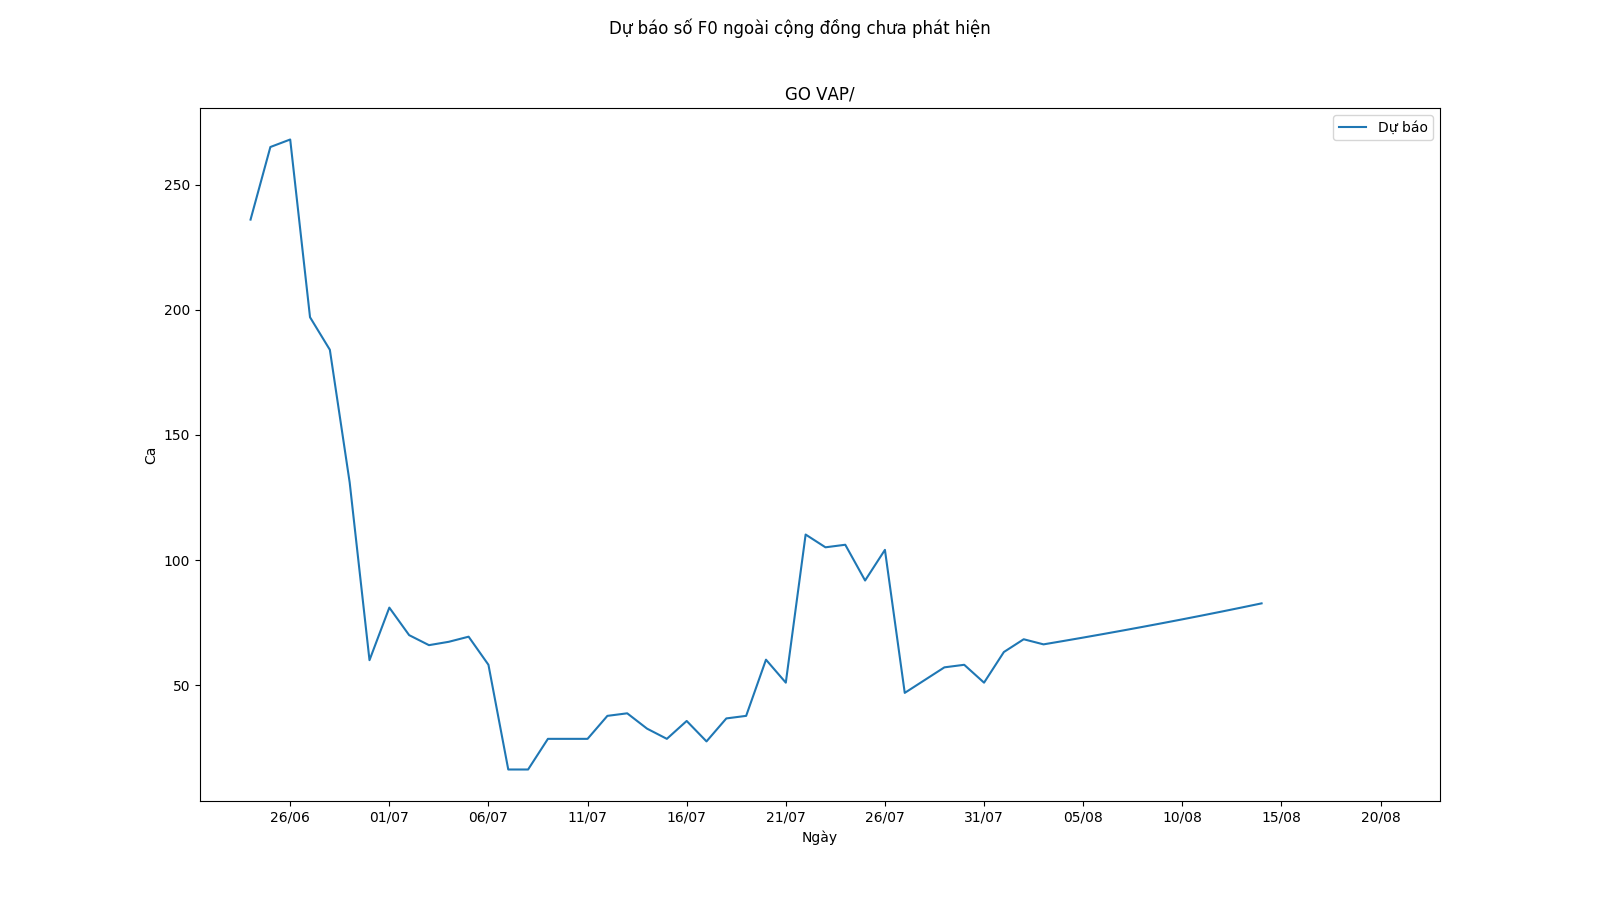 Dự báo số F0 ngoài cộng đồng chưa phát hiện
GO VAP/
Dự báo
250
200
150
100
50
Ca
26/06 01/07 06/07 11/07 16/07 21/07 26/07 31/07 05/08 10/08 15/08 20/08
Ngày